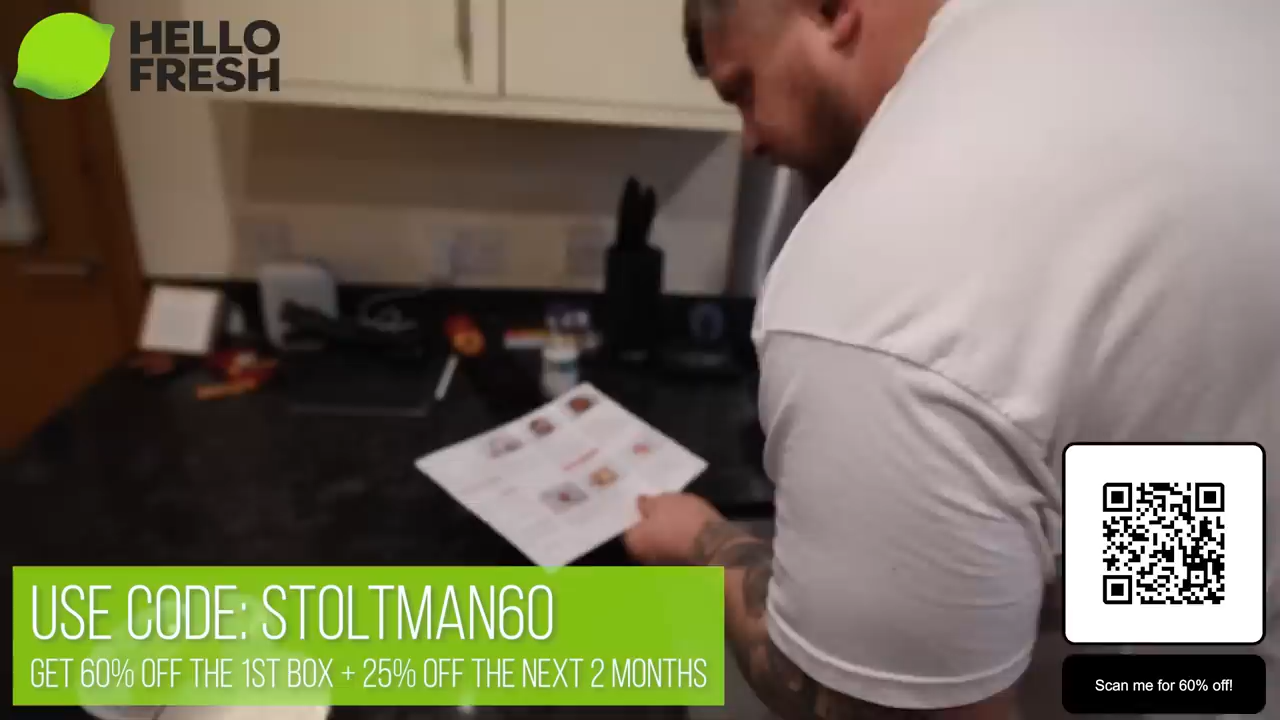 HELLO
FRESH
USE CODE: STOLTMAN60
GET 60% OFF THE 1ST BOX + 25% OFF THE NEXT 2 MONTHS
Scan me for 60% off!